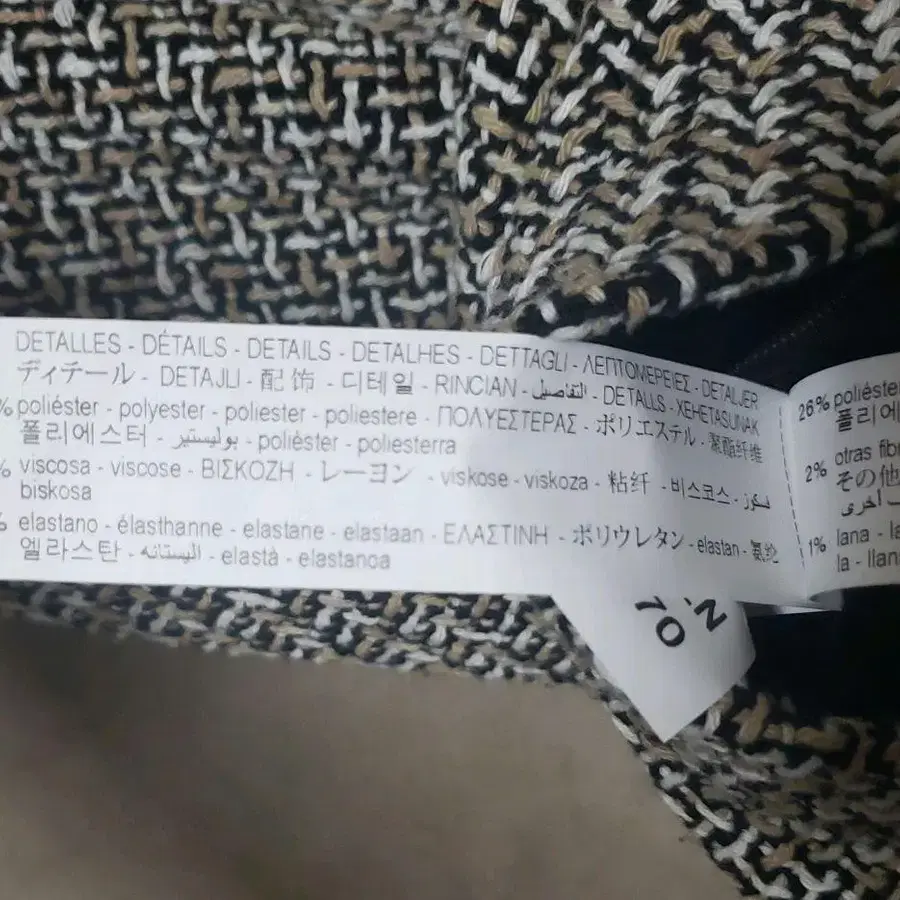 DETALLES - DÉTAILS - DETAILS - DETALHES - DETTAGLI - ΛΕΠΤΟΜΕΡΕΙΕΣ - DETALJER
ディテール - DETAJLI - 配饰 - 디테일 - RINCIAN - التفاصيل - DETALLS - XEHETASUNAK
% poliéster - polyester - poliester - poliestere - ΠΟΛΥΕΣΤΕΡΑΣ - ポリエステル - 聚酯纤维
폴리에스터 - بوليستير - polièster - poliesterra
% viscosa - viscose - ΒΙΣΚΟΖΗ - レーヨン - viskose - viskoza - 粘纤 - 비스코스 -
biskosa
% elastano - élasthanne - elastane - elastaan - ΕΛΑΣΤΙΝΗ - ポリウレタン - elastan - 氨纶
엘라스탄 - الياستانه - elastà - elastanoa
26% poliéster
폴리에
2% otras fibr
その他
أخرى
1% lana - la
la - llan
N.O7